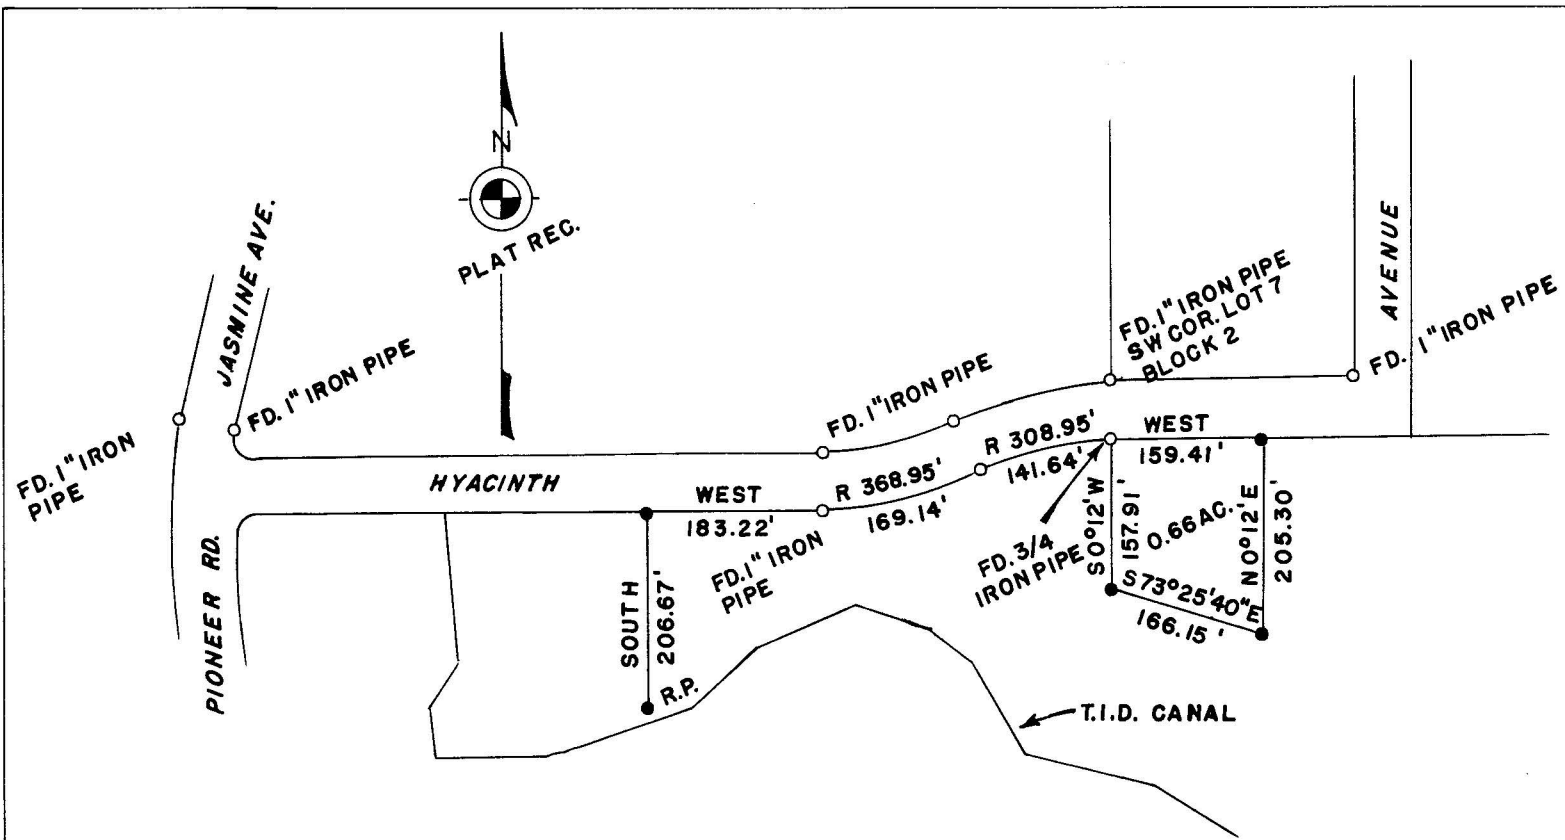 N
PLAT REC.
JASMINE AVE.
FD. 1" IRON PIPE
FD. 1" IRON
PIPE
PIONEER RD.
HYACINTH
WEST
183.22'
SOUTH
206.67'
R.P.
FD. 1" IRON PIPE
R 368.95'
169.14'
FD. 1" IRON
PIPE
R 308.95'
141.64'
FD. 1" IRON PIPE
SW COR. LOT 7
BLOCK 2
AVENUE
FD. 1" IRON PIPE
WEST
159.41'
FD. 3/4
IRON PIPE
S 0°12' W
157.91'
0.66 AC.
N 0°12' E
205.30'
S 73°25'40" E
166.15'
T.I.D. CANAL